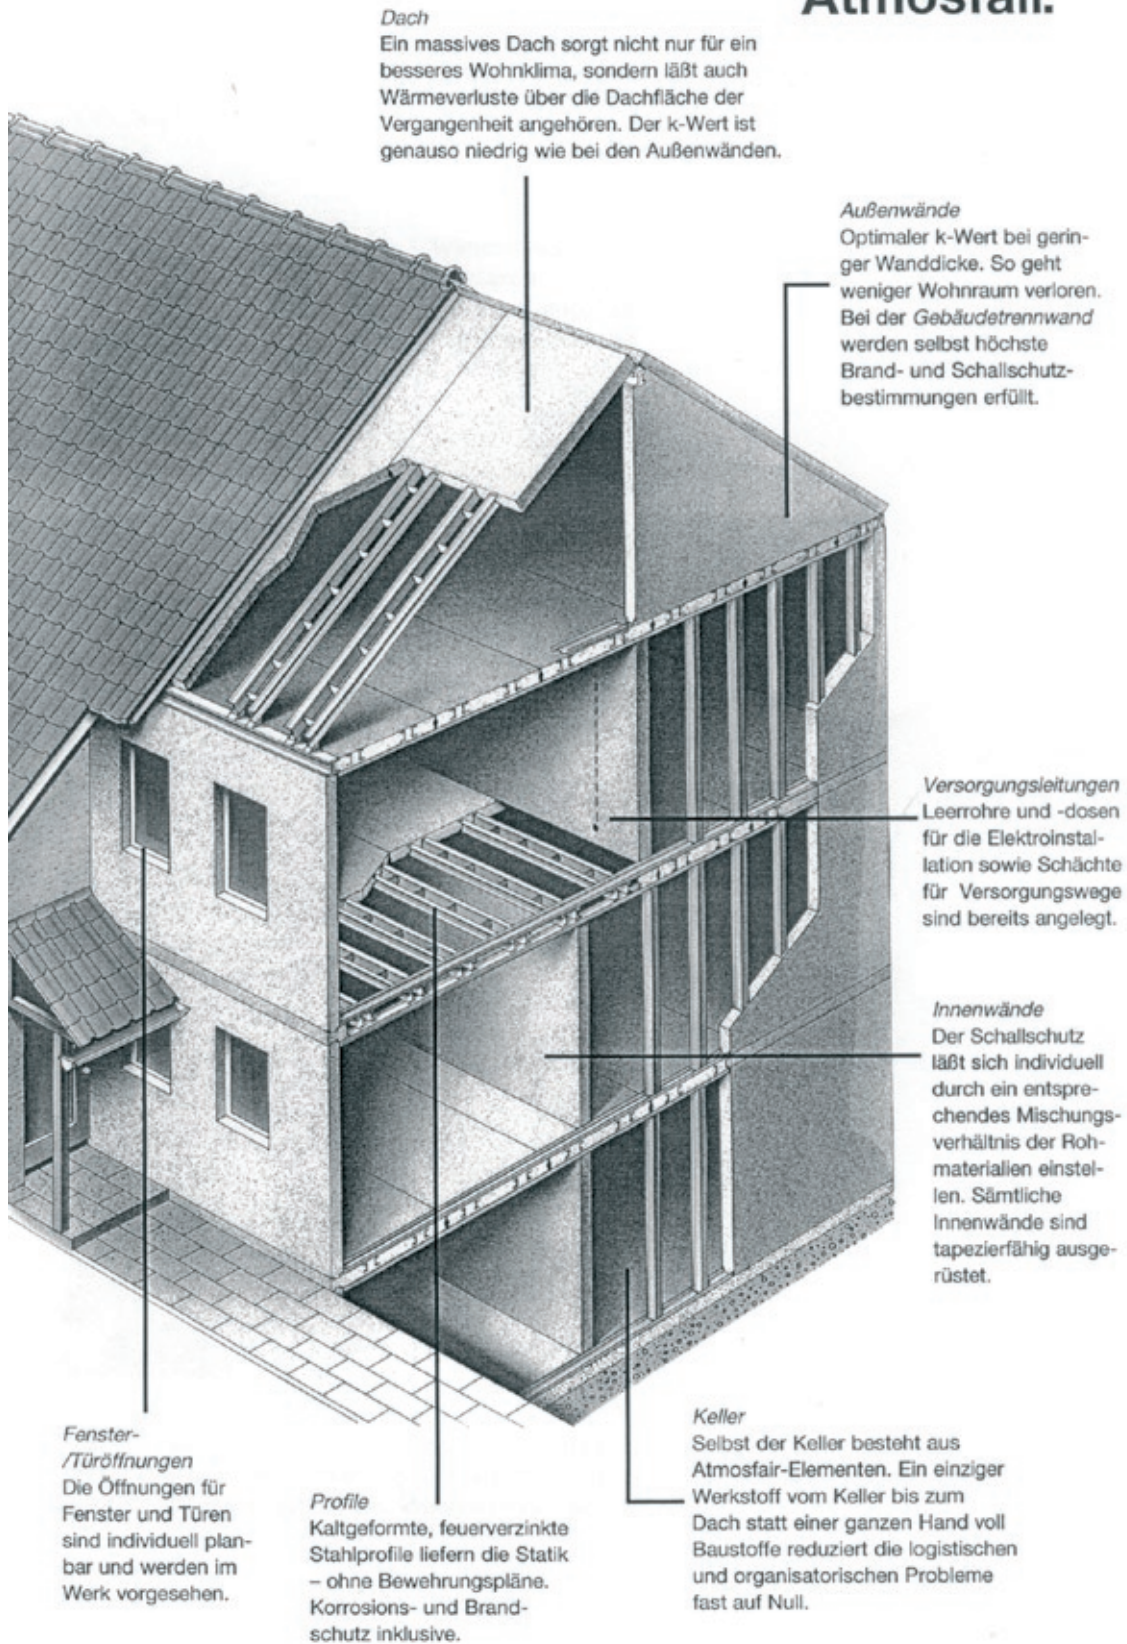 Atmosfair.
Dach
Ein massives Dach sorgt nicht nur für ein
besseres Wohnklima, sondern läßt auch
Wärmeverluste über die Dachfläche der
Vergangenheit angehören. Der k-Wert ist
genauso niedrig wie bei den Außenwänden.
Außenwände
Optimaler k-Wert bei gerin-
ger Wanddicke. So geht
weniger Wohnraum verloren.
Bei der Gebäudetrennwand
werden selbst höchste
Brand- und Schallschutz-
bestimmungen erfüllt.
Versorgungsleitungen
Leerrohre und -dosen
für die Elektroinstal-
lation sowie Schächte
für Versorgungswege
sind bereits angelegt.
Innenwände
Der Schallschutz
läßt sich individuell
durch ein entspre-
chendes Mischungs-
verhältnis der Roh-
materialien einstel-
len. Sämtliche
Innenwände sind
tapezierfähig ausge-
rüstet.
Fenster-
/Türöffnungen
Die Öffnungen für
Fenster und Türen
sind individuell plan-
bar und werden im
Werk vorgesehen.
Profile
Kaltgeformte, feuerverzinkte
Stahlprofile liefern die Statik
– ohne Bewehrungspläne.
Korrosions- und Brand-
schutz inklusive.
Keller
Selbst der Keller besteht aus
Atmosfair-Elementen. Ein einziger
Werkstoff vom Keller bis zum
Dach statt einer ganzen Hand voll
Baustoffe reduziert die logistischen
und organisatorischen Probleme
fast auf Null.